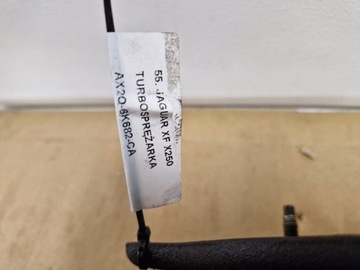 55. JAGUAR XF X250
TURBOSPRĘŻARKA
AX2Q-6K682-CA